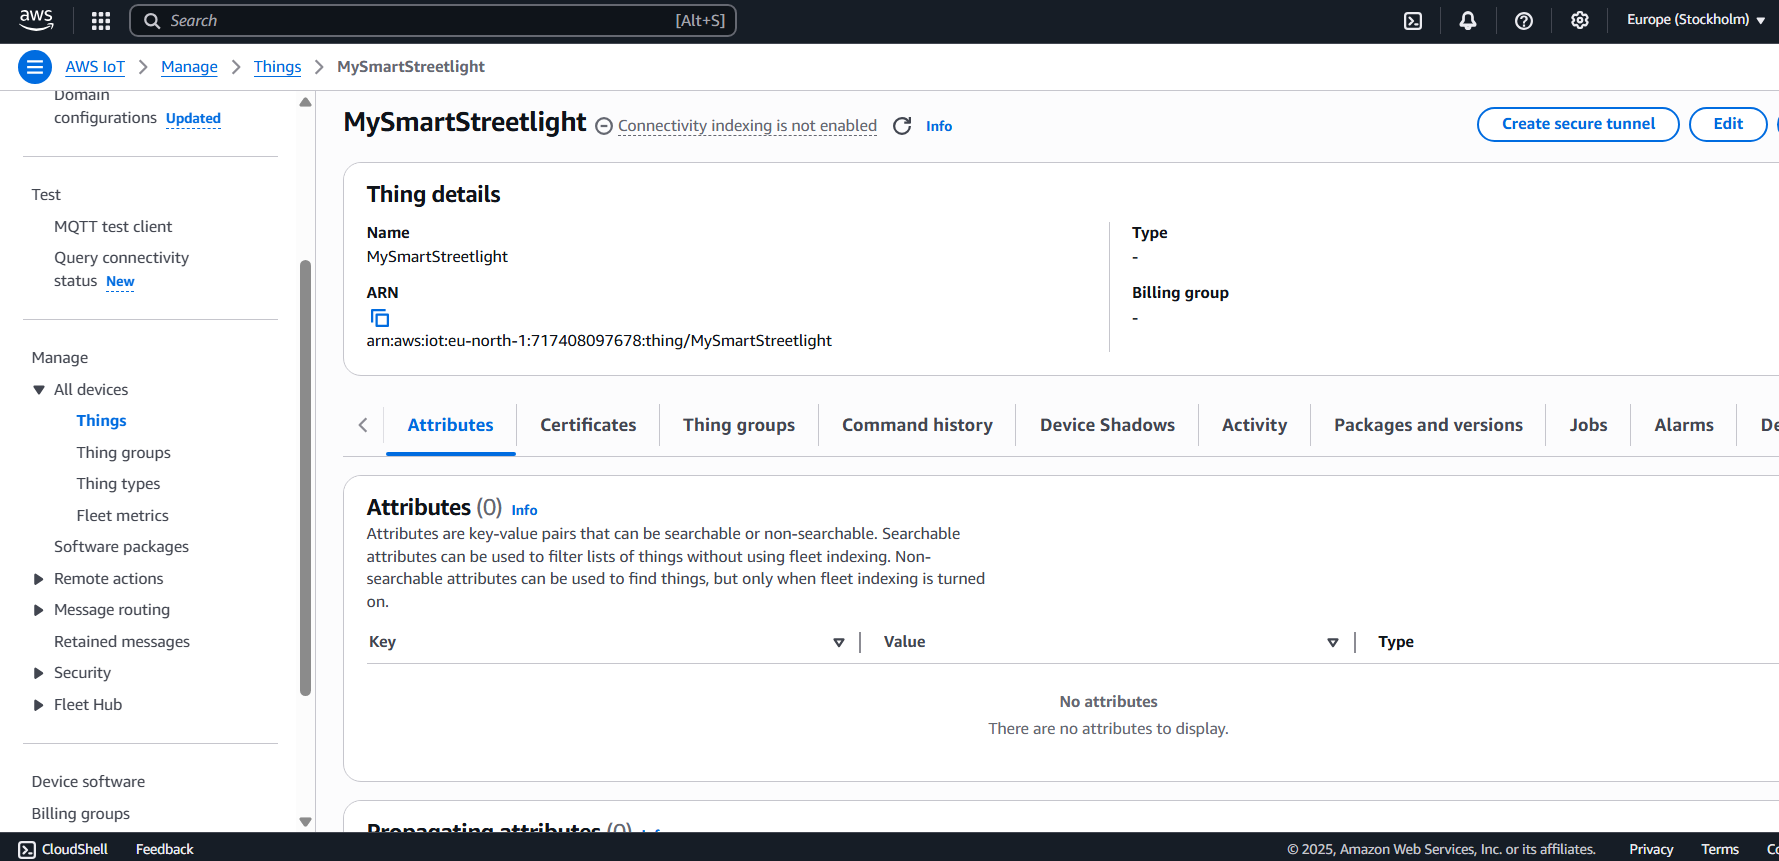 aws
Search [Alt+S]
Europe (Stockholm)
AWS IoT > Manage > Things > MySmartStreetlight
Domain
configurations Updated
Test
MQTT test client
Query connectivity
status New
Manage
All devices
Things
Thing groups
Thing types
Fleet metrics
Software packages
Remote actions
Message routing
Retained messages
Security
Fleet Hub
Device software
Billing groups
MySmartStreetlight Connectivity indexing is not enabled Info
Create secure tunnel Edit
Thing details
Name
MySmartStreetlight
ARN
arn:aws:iot:eu-north-1:717408097678:thing/MySmartStreetlight
Type
-
Billing group
-
Attributes Certificates Thing groups Command history Device Shadows Activity Packages and versions Jobs Alarms De
Attributes (0) Info
Attributes are key-value pairs that can be searchable or non-searchable. Searchable
attributes can be used to filter lists of things without using fleet indexing. Non-
searchable attributes can be used to find things, but only when fleet indexing is turned
on.
Key Value Type
No attributes
There are no attributes to display.
Propagating attributes (0) Info
CloudShell Feedback © 2025, Amazon Web Services, Inc. or its affiliates. Privacy Terms Co